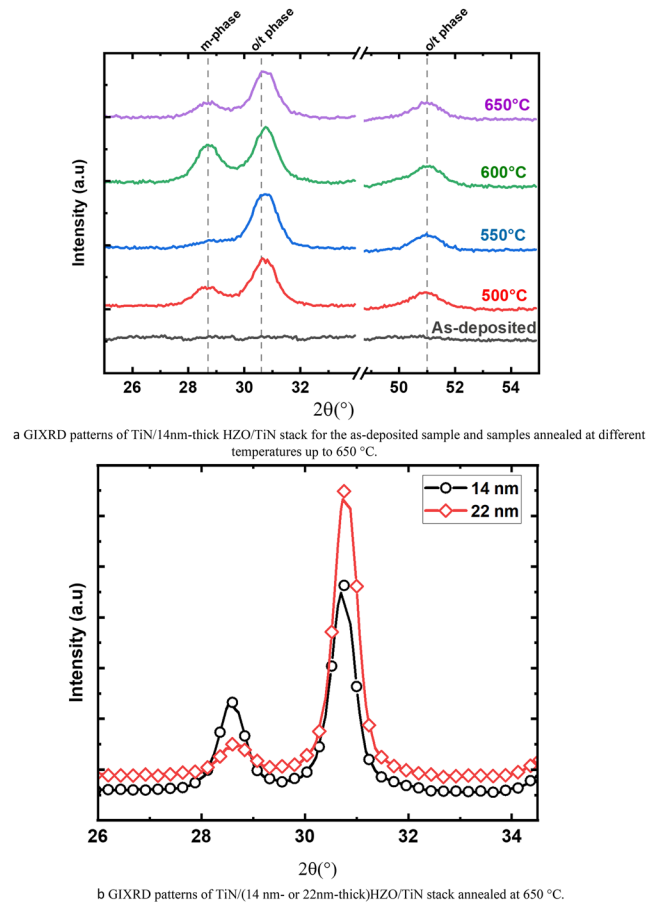 m-phase
o/t phase
o/t phase
650°C
600°C
550°C
500°C
As-deposited
Intensity (a.u)
26 28 30 32 50 52 54
2θ(°)
a GIXRD patterns of TiN/14nm-thick HZO/TiN stack for the as-deposited sample and samples annealed at different
temperatures up to 650 °C.
14 nm
22 nm
Intensity (a.u)
26 28 30 32 34
2θ(°)
b GIXRD patterns of TiN/(14 nm- or 22nm-thick)HZO/TiN stack annealed at 650 °C.